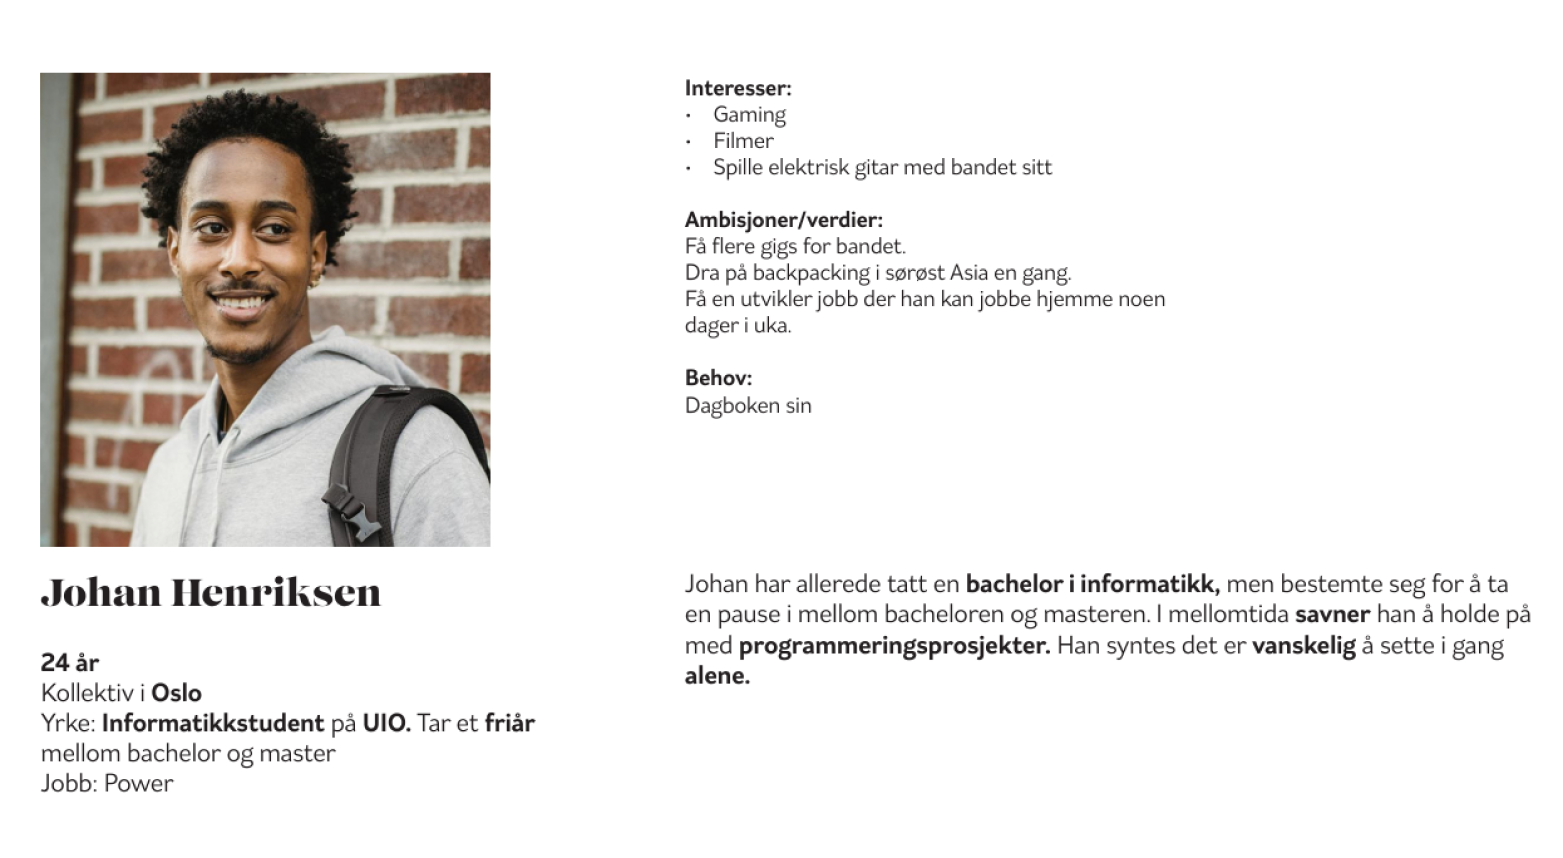 Interesser:
· Gaming
· Filmer
· Spille elektrisk gitar med bandet sitt
Ambisjoner/verdier:
Få flere gigs for bandet.
Dra på backpacking i sørøst Asia en gang.
Få en utvikler jobb der han kan jobbe hjemme noen
dager i uka.
Behov:
Dagboken sin
Johan Henriksen
24 år
Kollektiv i Oslo
Yrke: Informatikkstudent på UIO. Tar et friår
mellom bachelor og master
Jobb: Power
Johan har allerede tatt en bachelor i informatikk, men bestemte seg for å ta
en pause i mellom bacheloren og masteren. I mellomtida savner han å holde på
med programmeringsprosjekter. Han syntes det er vanskelig å sette i gang
alene.